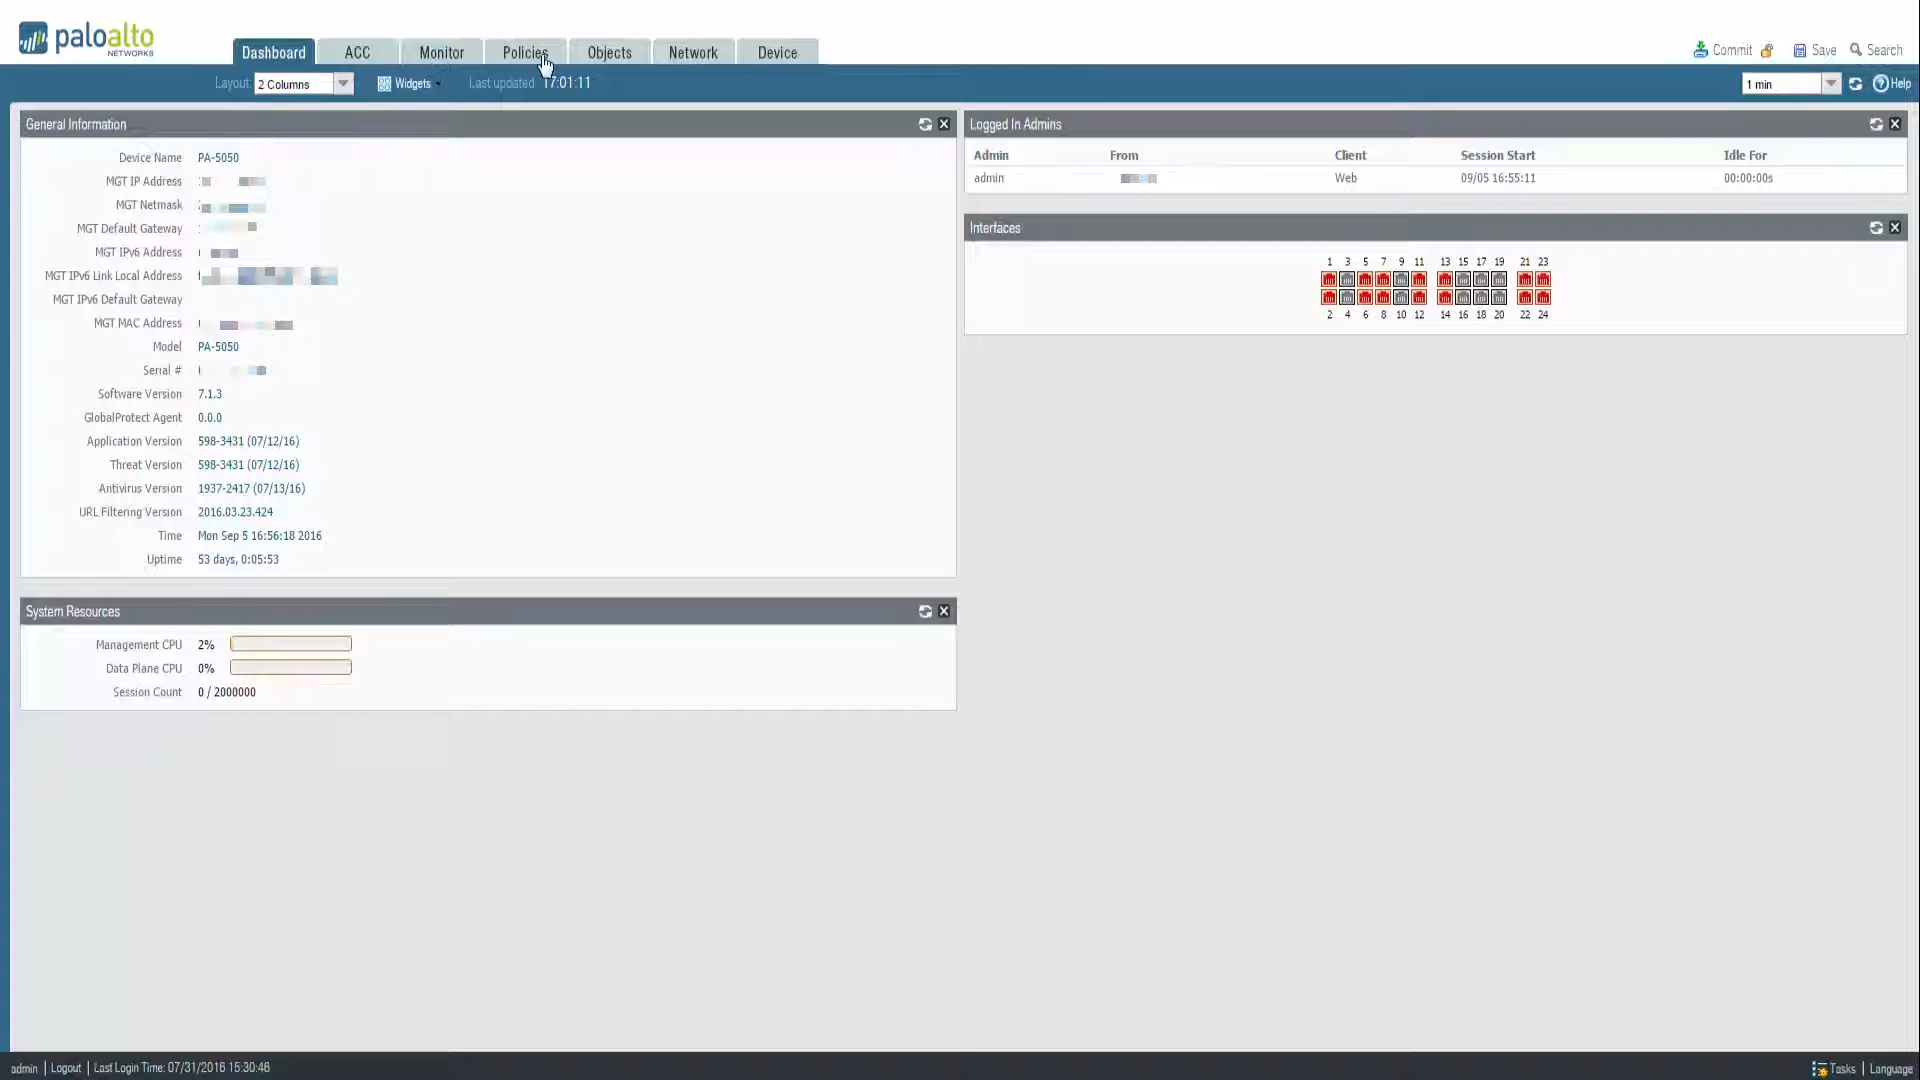 paloalto
NETWORKS
Dashboard ACC Monitor Policies Objects Network Device
Commit Save Search
Layout: 2 Columns Widgets Last updated 17:01:11 1 min Help
General Information
Device Name PA-5050
MGT IP Address
MGT Netmask
MGT Default Gateway
MGT IPv6 Address
MGT IPv6 Link Local Address
MGT IPv6 Default Gateway
MGT MAC Address
Model PA-5050
Serial #
Software Version 7.1.3
GlobalProtect Agent 0.0.0
Application Version 598-3431 (07/12/16)
Threat Version 598-3431 (07/12/16)
Antivirus Version 1937-2417 (07/13/16)
URL Filtering Version 2016.03.23.424
Time Mon Sep 5 16:56:18 2016
Uptime 53 days, 0:05:53
System Resources
Management CPU 2%
Data Plane CPU 0%
Session Count 0 / 2000000
Logged In Admins
Admin From Client Session Start Idle For
admin Web 09/05 16:55:11 00:00:00s
Interfaces
1 3 5 7 9 11 13 15 17 19 21 23
2 4 6 8 10 12 14 16 18 20 22 24
admin | Logout | Last Login Time: 07/31/2016 15:30:46 Tasks | Language